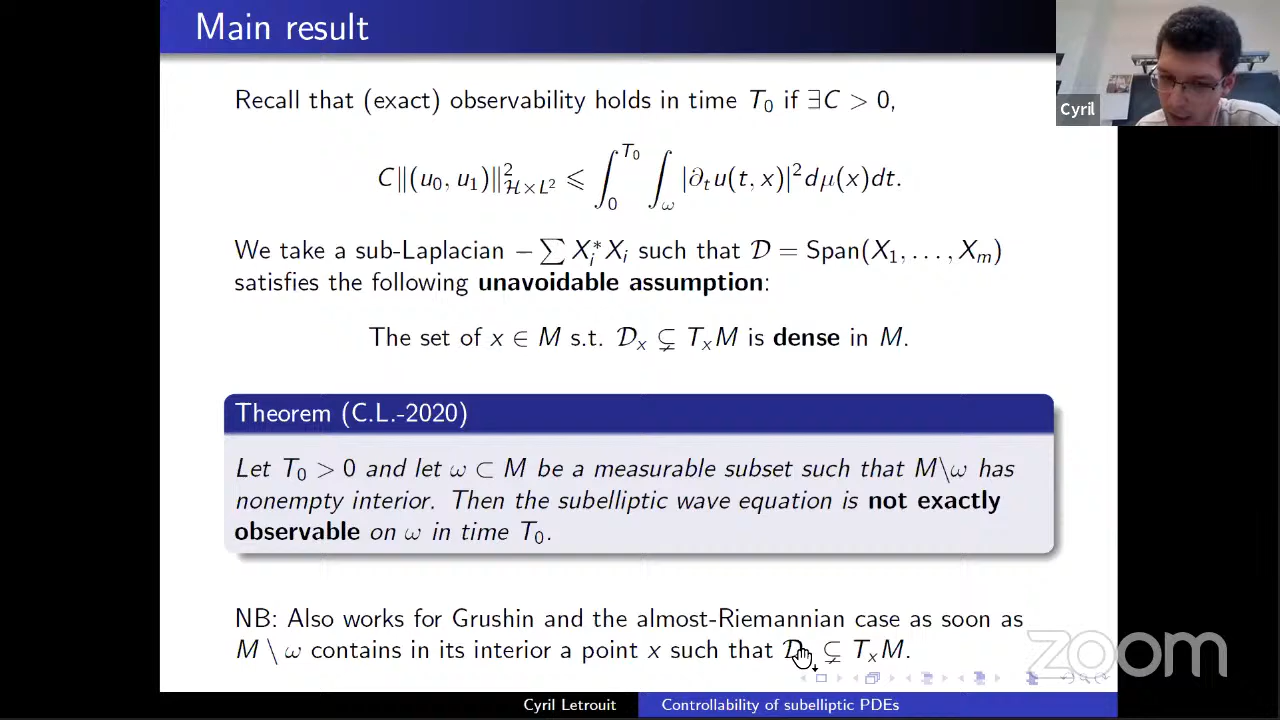 Main result
Recall that (exact) observability holds in time T₀ if ∃C > 0,
C‖(u₀, u₁)‖²_{ℋ×L²} ⩽ ∫₀^{T₀} ∫_ω |∂ₜu(t, x)|²dμ(x)dt.
We take a sub-Laplacian − ∑ Xᵢ*Xᵢ such that 𝒟 = Span(X₁, . . . , Xₘ)
satisfies the following unavoidable assumption:
The set of x ∈ M s.t. 𝒟ₓ ⊊ TₓM is dense in M.
Theorem (C.L.-2020)
Let T₀ > 0 and let ω ⊂ M be a measurable subset such that M\ω has
nonempty interior. Then the subelliptic wave equation is not exactly
observable on ω in time T₀.
NB: Also works for Grushin and the almost-Riemannian case as soon as
M \ ω contains in its interior a point x such that 𝒟 ⊊ TₓM.
Cyril Letrouit
Controllability of subelliptic PDEs
Cyril
zoom